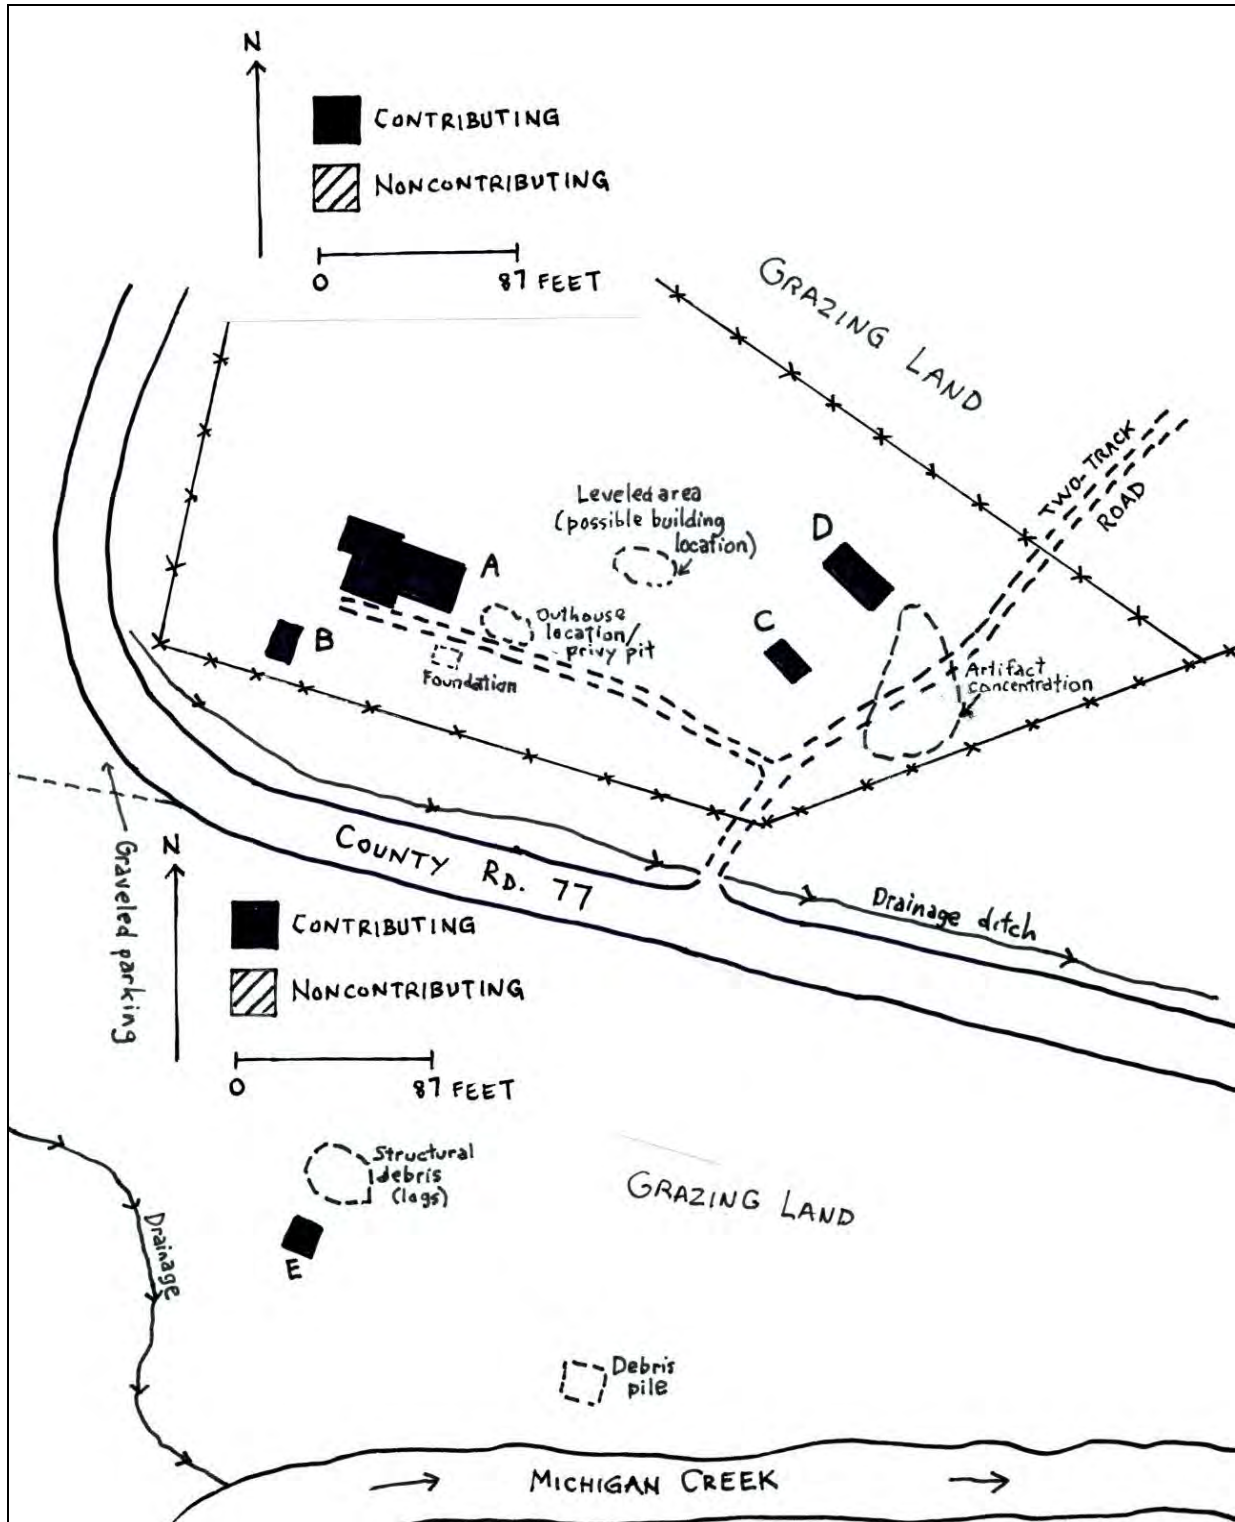 N
CONTRIBUTING
NONCONTRIBUTING
0 87 FEET
GRAZING LAND
TWO-TRACK
ROAD
Leveled area
(possible building
location)
D
A
Outhouse
location/
privy pit
C
B
Foundation
Artifact
concentration
COUNTY RD. 77
Drainage ditch
Graveled parking
N
CONTRIBUTING
NONCONTRIBUTING
0 87 FEET
Structural
debris
(logs)
GRAZING LAND
Drainage
E
Debris
pile
MICHIGAN CREEK